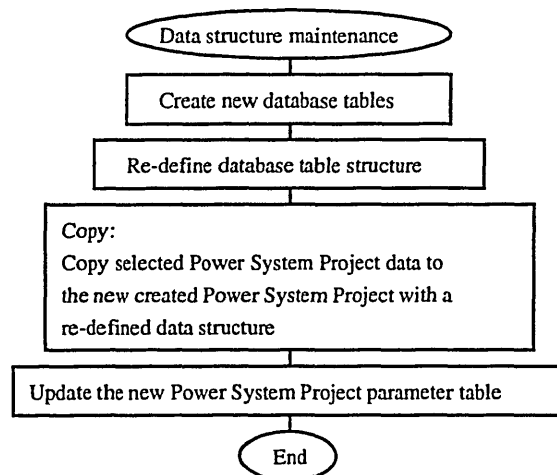 Data structure maintenance
Create new database tables
Re-define database table structure
Copy:
Copy selected Power System Project data to
the new created Power System Project with a
re-defined data structure
Update the new Power System Project parameter table
End